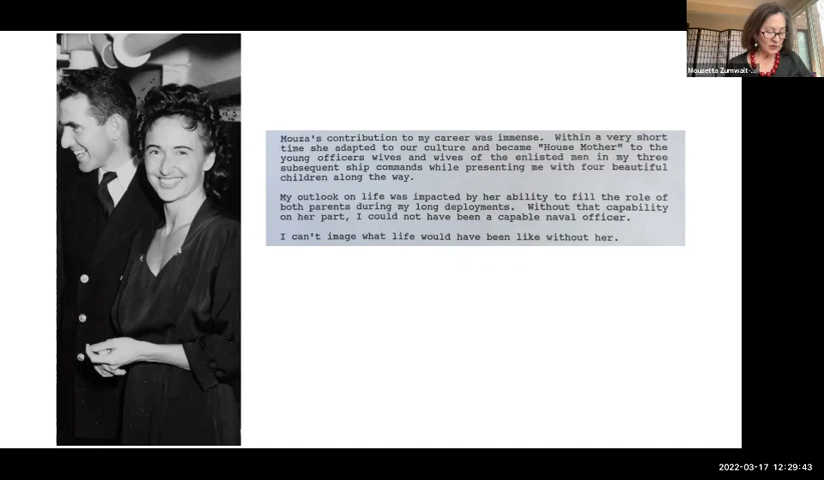 Mouzetta Zumwalt-...
Mouza's contribution to my career was immense. Within a very short
time she adapted to our culture and became "House Mother" to the
young officers wives and wives of the enlisted men in my three
subsequent ship commands while presenting me with four beautiful
children along the way.
My outlook on life was impacted by her ability to fill the role of
both parents during my long deployments. Without that capability
on her part, I could not have been a capable naval officer.
I can't image what life would have been like without her.
2022-03-17 12:29:43